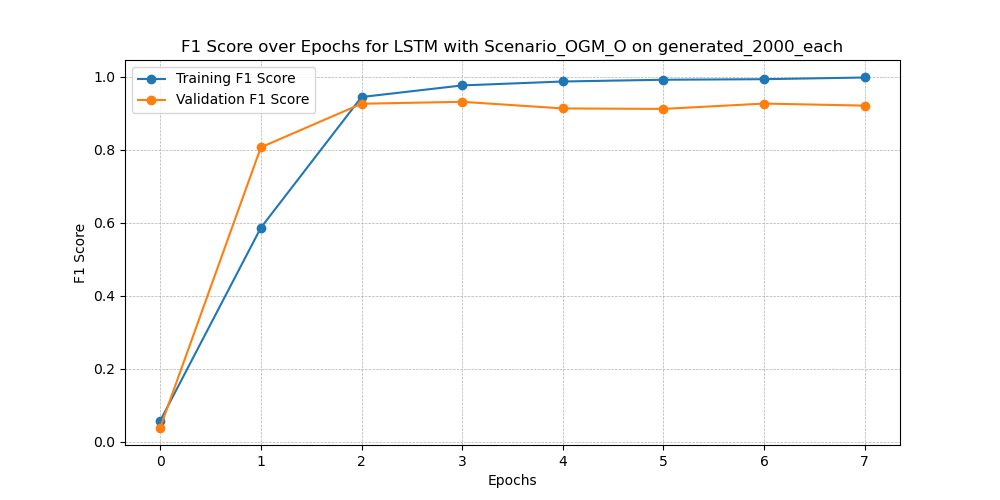 F1 Score over Epochs for LSTM with Scenario_OGM_O on generated_2000_each
Training F1 Score
Validation F1 Score
1.0
0.8
0.6
0.4
0.2
0.0
F1 Score
0 1 2 3 4 5 6 7
Epochs